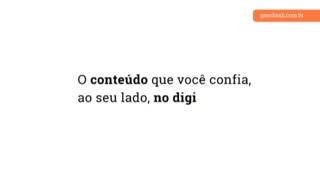 O conteúdo que você confia,
ao seu lado, no digi